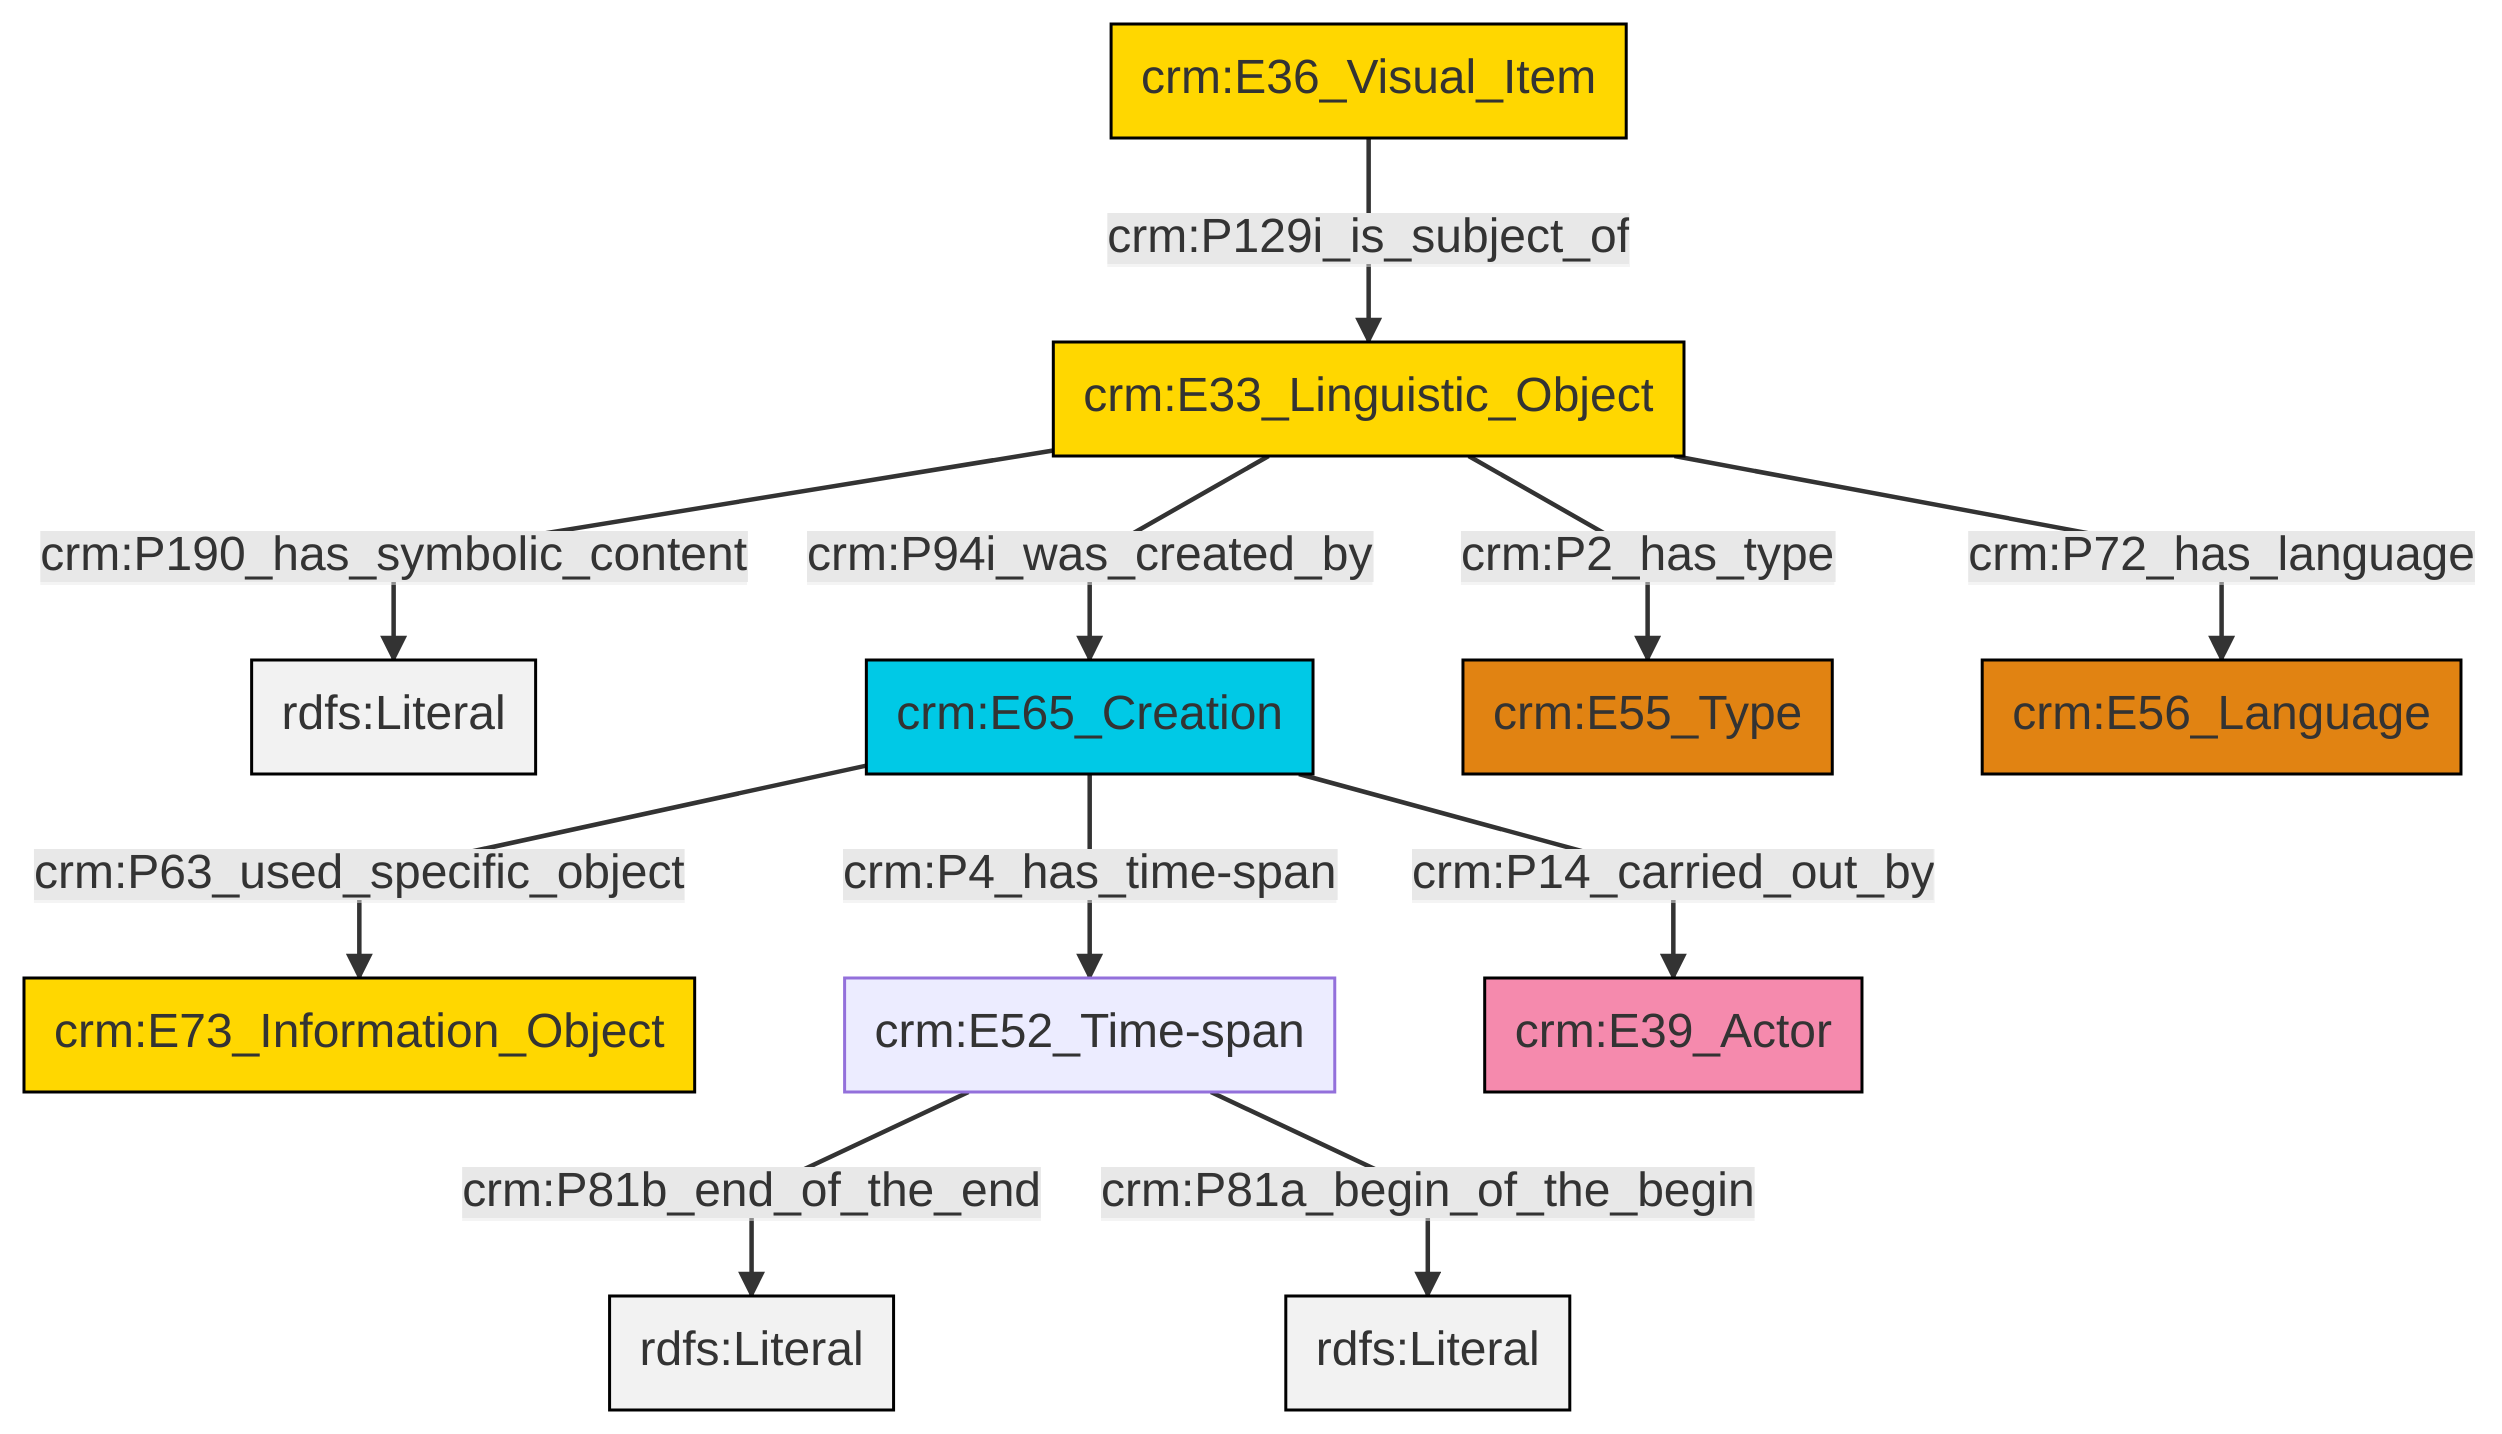 crm:E36_Visual_Item
crm:P129i_is_subject_of
crm:E33_Linguistic_Object
crm:P190_has_symbolic_content
crm:P94i_was_created_by
crm:P2_has_type
crm:P72_has_language
rdfs:Literal
crm:E65_Creation
crm:E55_Type
crm:E56_Language
crm:P63_used_specific_object
crm:P4_has_time-span
crm:P14_carried_out_by
crm:E73_Information_Object
crm:E52_Time-span
crm:E39_Actor
crm:P81b_end_of_the_end
crm:P81a_begin_of_the_begin
rdfs:Literal
rdfs:Literal